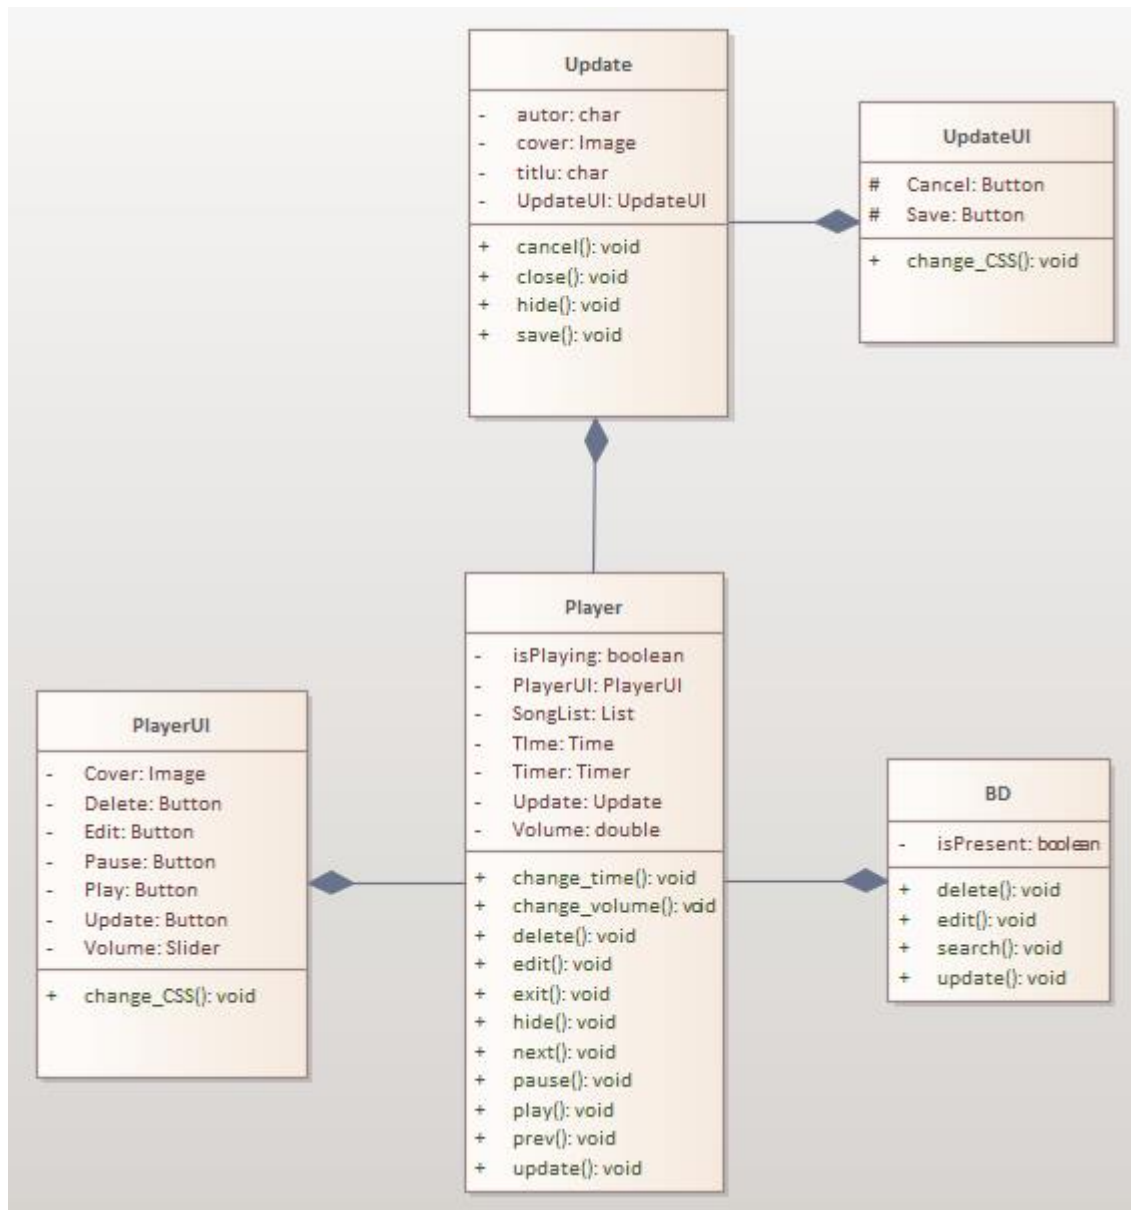 Update
- autor: char
- cover: Image
- titlu: char
- UpdateUI: UpdateUI
+ cancel(): void
+ close(): void
+ hide(): void
+ save(): void
UpdateUI
# Cancel: Button
# Save: Button
+ change_CSS(): void
Player
- isPlaying: boolean
- PlayerUI: PlayerUI
- SongList: List
- TIme: Time
- Timer: Timer
- Update: Update
- Volume: double
+ change_time(): void
+ change_volume(): void
+ delete(): void
+ edit(): void
+ exit(): void
+ hide(): void
+ next(): void
+ pause(): void
+ play(): void
+ prev(): void
+ update(): void
PlayerUI
- Cover: Image
- Delete: Button
- Edit: Button
- Pause: Button
- Play: Button
- Update: Button
- Volume: Slider
+ change_CSS(): void
BD
- isPresent: boolean
+ delete(): void
+ edit(): void
+ search(): void
+ update(): void